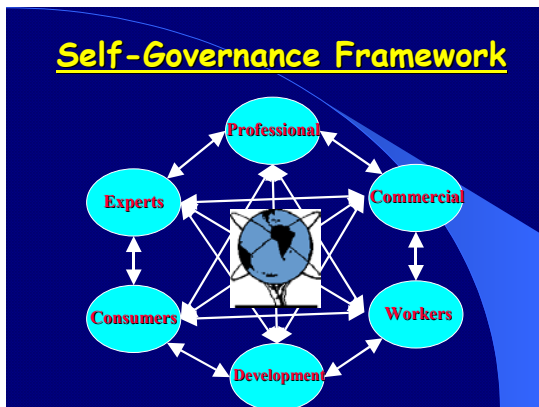 Self-Governance Framework
Professional
Experts
Commercial
Consumers
Workers
Development